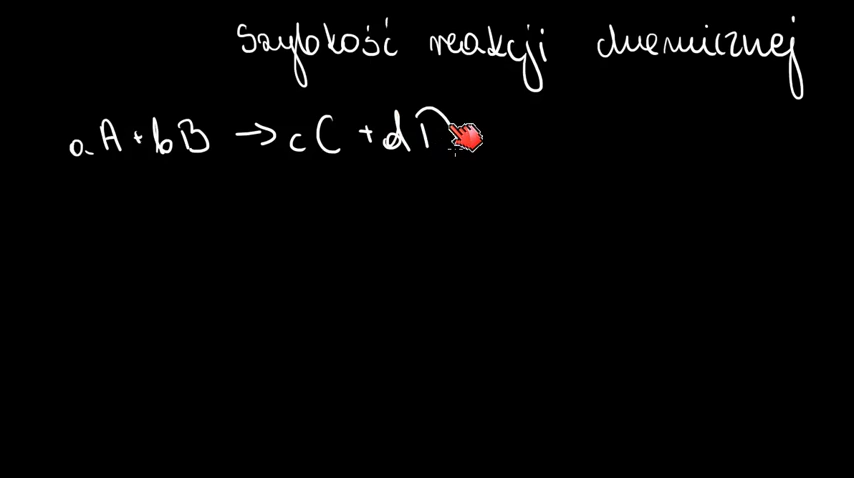 Szybkość reakcji chemicznej
aA + bB → cC + dD